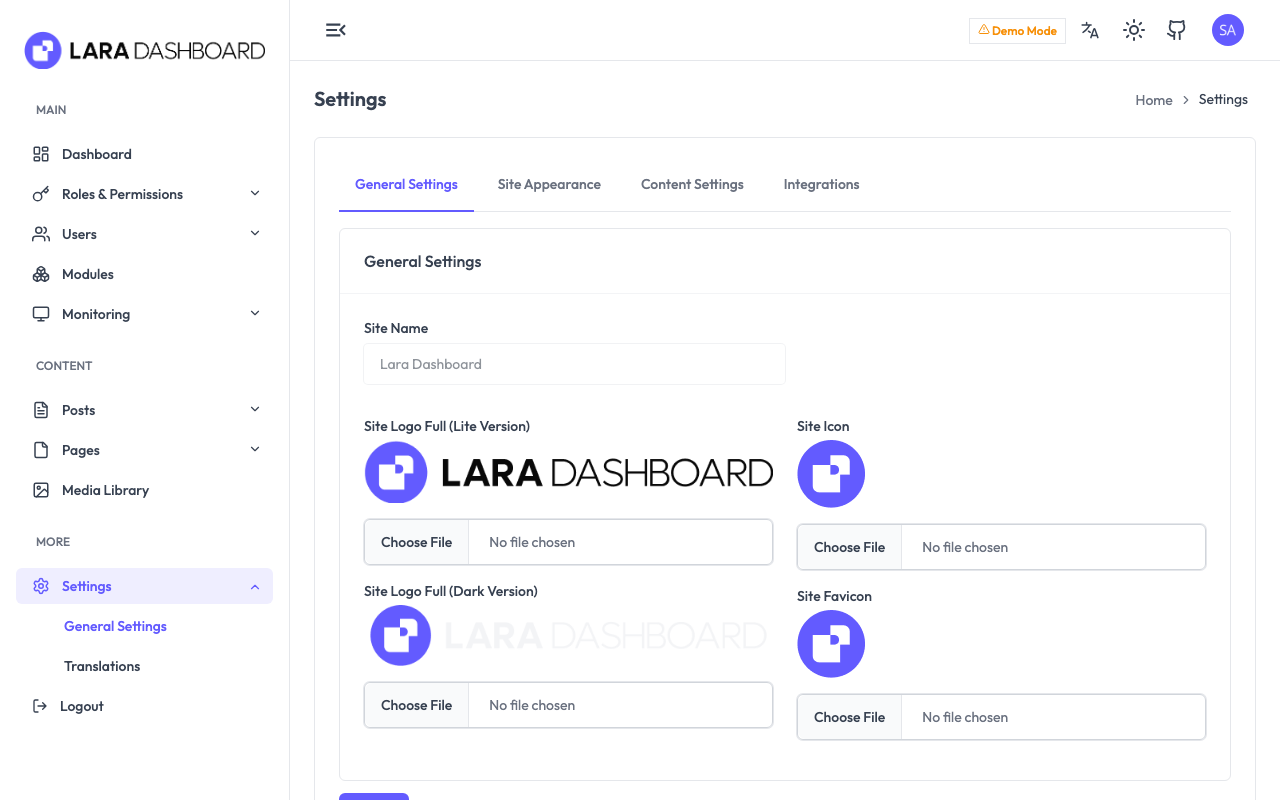 LARA DASHBOARD
MAIN
Dashboard
Roles & Permissions
Users
Modules
Monitoring
CONTENT
Posts
Pages
Media Library
MORE
Settings
General Settings
Translations
Logout
Demo Mode
SA
Settings
Home > Settings
General Settings
Site Appearance
Content Settings
Integrations
General Settings
Site Name
Lara Dashboard
Site Logo Full (Lite Version)
LARA DASHBOARD
Choose File No file chosen
Site Icon
Choose File No file chosen
Site Logo Full (Dark Version)
LARA DASHBOARD
Choose File No file chosen
Site Favicon
Choose File No file chosen